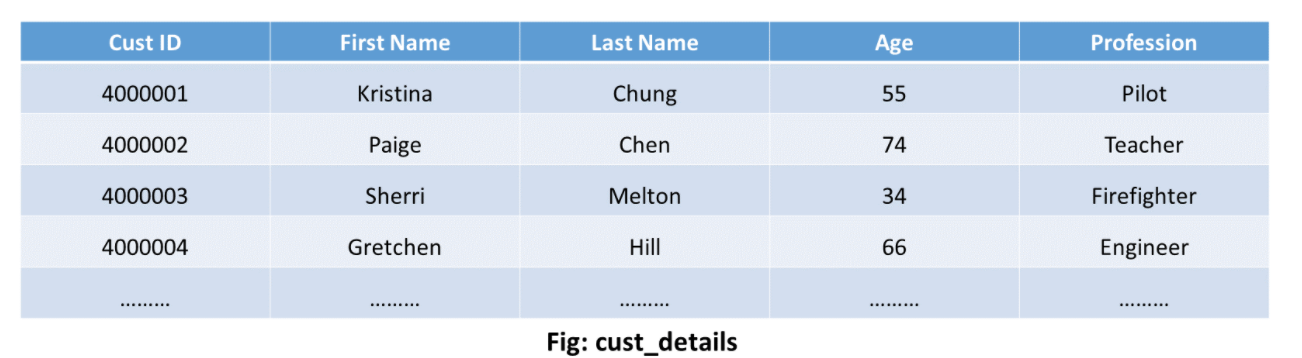 Cust ID First Name Last Name Age Profession
4000001 Kristina Chung 55 Pilot
4000002 Paige Chen 74 Teacher
4000003 Sherri Melton 34 Firefighter
4000004 Gretchen Hill 66 Engineer
......... ......... ......... ......... .........
Fig: cust_details